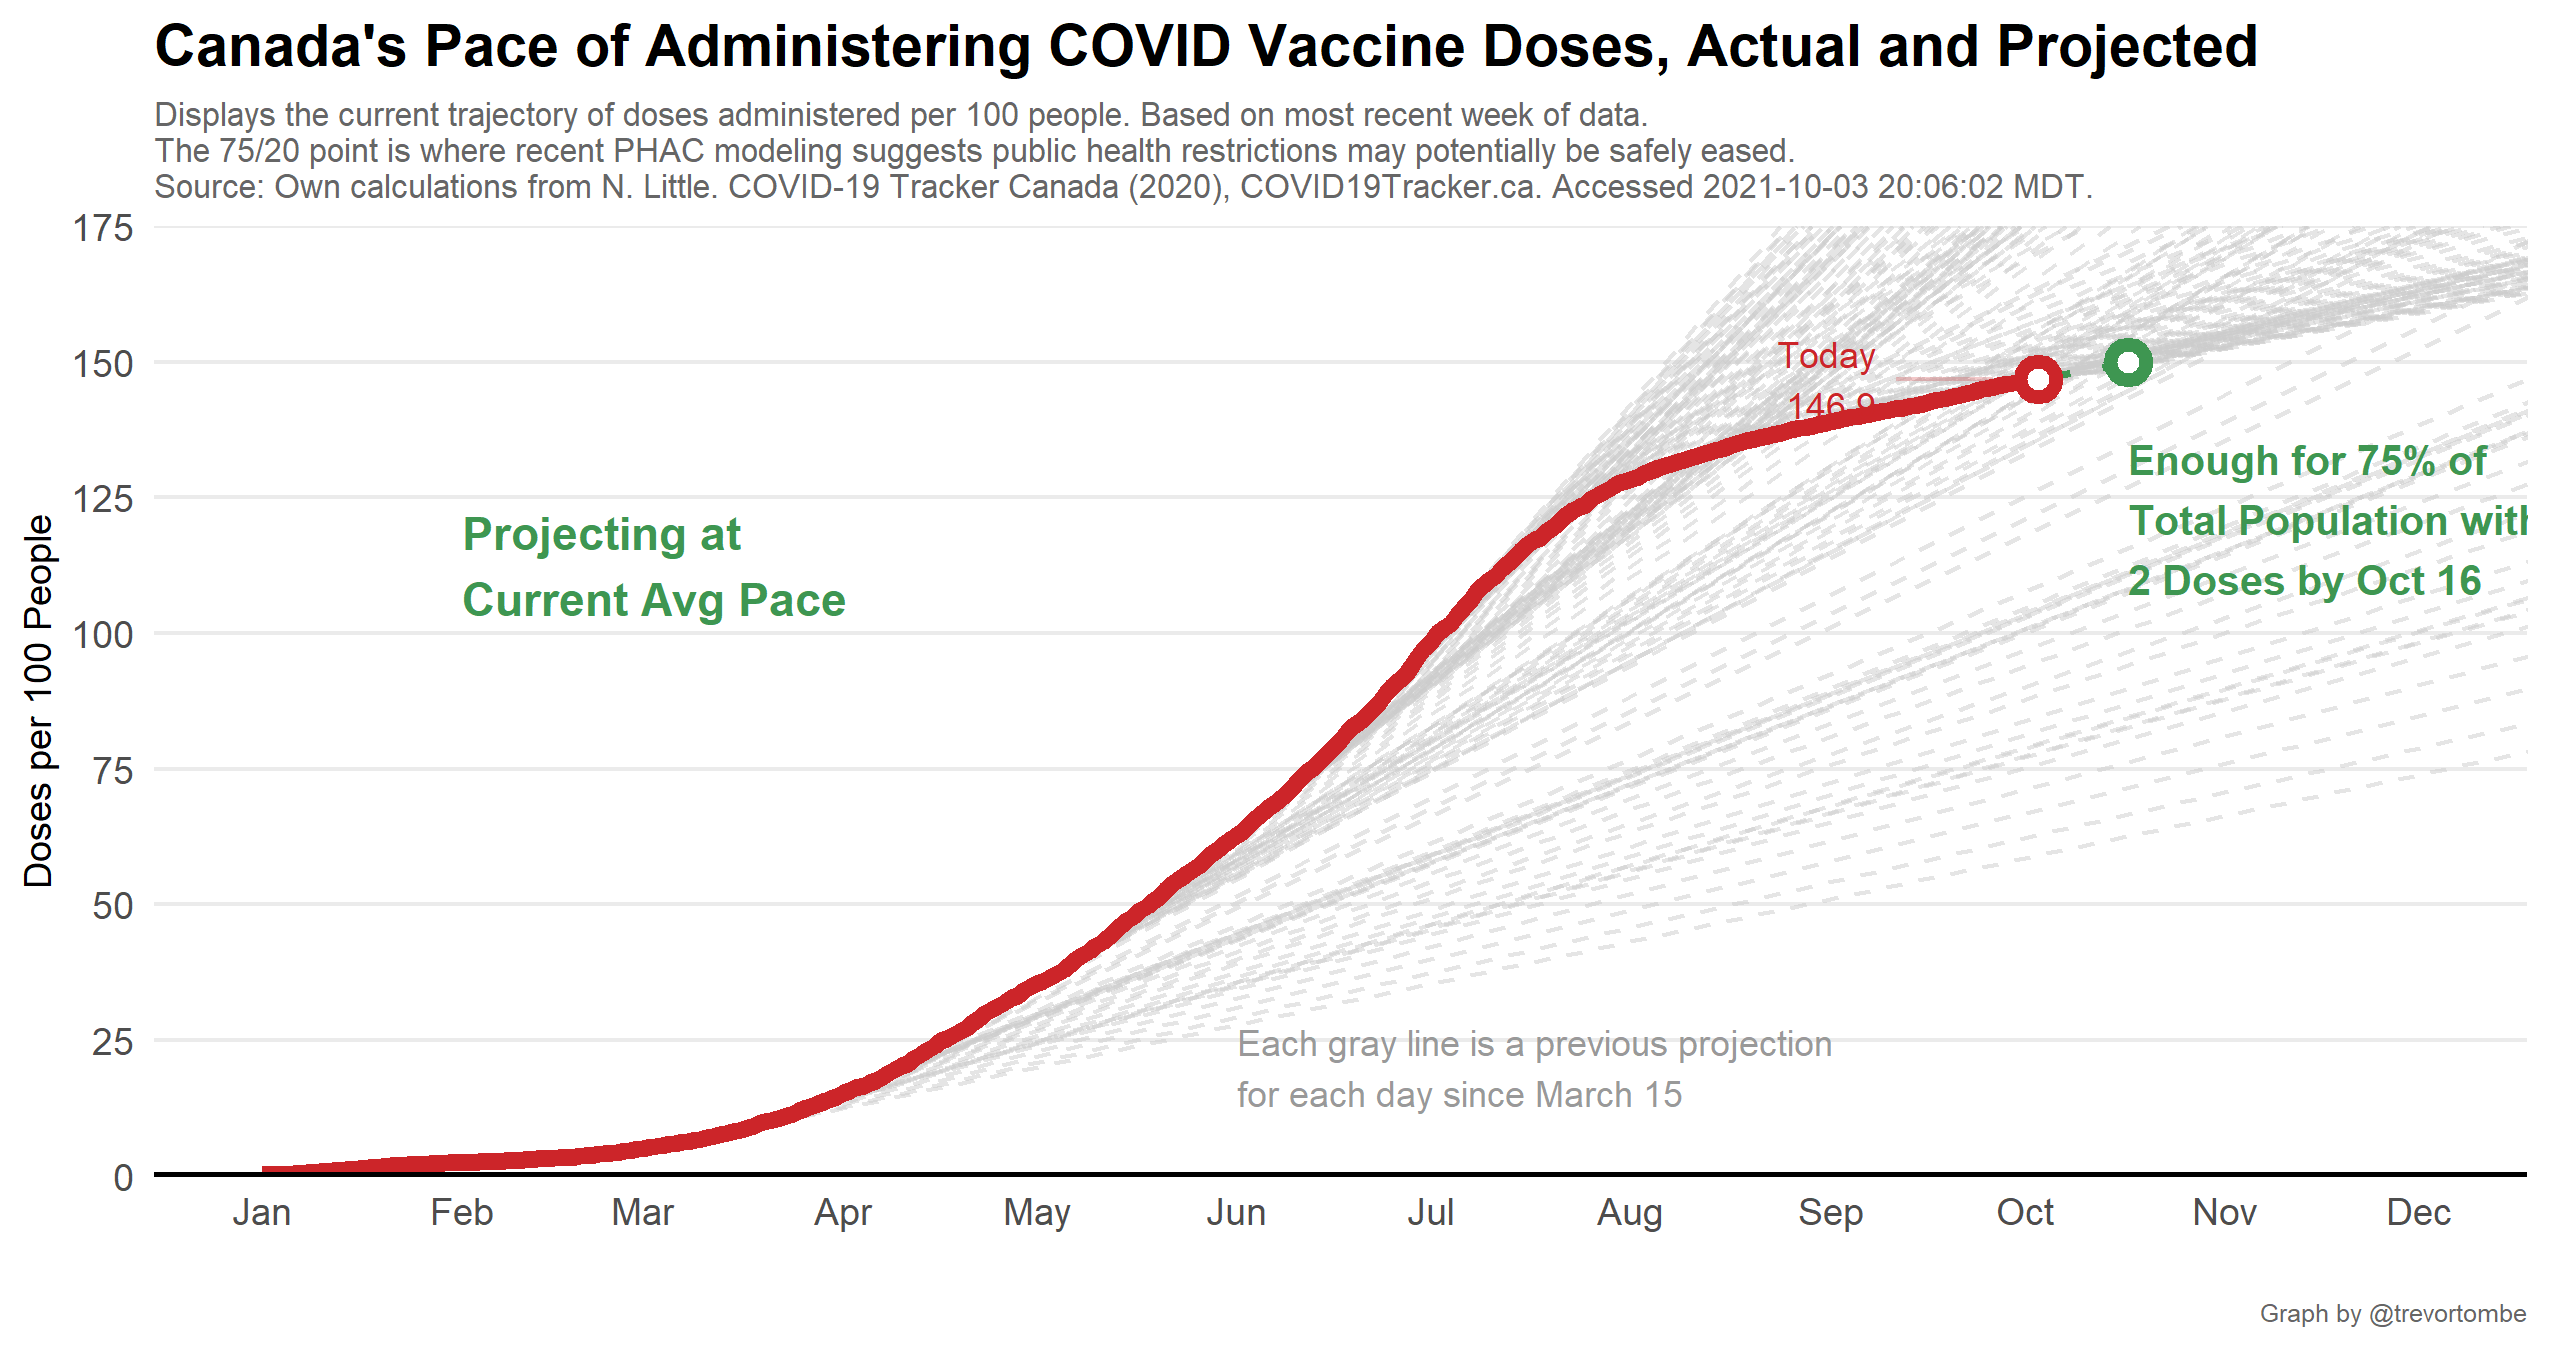 Canada's Pace of Administering COVID Vaccine Doses, Actual and Projected
Displays the current trajectory of doses administered per 100 people. Based on most recent week of data.
The 75/20 point is where recent PHAC modeling suggests public health restrictions may potentially be safely eased.
Source: Own calculations from N. Little. COVID-19 Tracker Canada (2020), COVID19Tracker.ca. Accessed 2021-10-03 20:06:02 MDT.
Doses per 100 People
175
150
125
100
75
50
25
0
Today
146.9
Projecting at
Current Avg Pace
Enough for 75% of
Total Population with
2 Doses by Oct 16
Each gray line is a previous projection
for each day since March 15
Jan Feb Mar Apr May Jun Jul Aug Sep Oct Nov Dec
Graph by @trevortombe